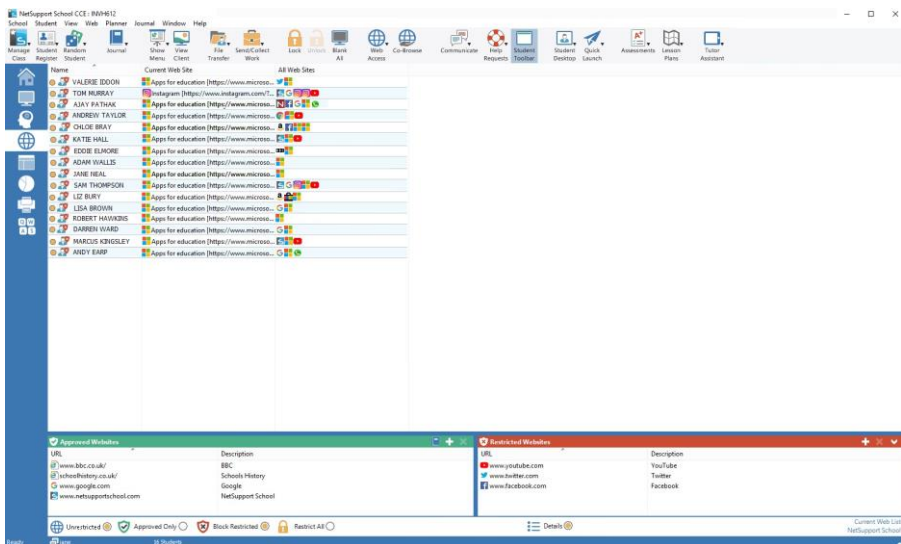 NetSupport School CCE : INVH612
School Student View Web Planner Journal Window Help
Manage Class
Student Register
Random Student
Journal
Show Menu
View Client
File Transfer
Send/Collect Work
Lock
Unlock
Blank All
Web Access
Co-Browse
Communicate
Help Requests
Student Toolbar
Student Desktop
Quick Launch
Assessments
Lesson Plans
Tutor Assistant
Name Current Web Site All Web Sites
VALERIE IDDON Apps for education [https://www.microso...
TOM MURRAY Instagram [https://www.instagram.com/?...
AJAY PATHAK Apps for education [https://www.microso...
ANDREW TAYLOR Apps for education [https://www.microso...
CHLOE BRAY Apps for education [https://www.microso...
KATIE HALL Apps for education [https://www.microso...
EDDIE ELMORE Apps for education [https://www.microso...
ADAM WALLIS Apps for education [https://www.microso...
JANE NEAL Apps for education [https://www.microso...
SAM THOMPSON Apps for education [https://www.microso...
LIZ BURY Apps for education [https://www.microso...
LISA BROWN Apps for education [https://www.microso...
ROBERT HAWKINS Apps for education [https://www.microso...
DARREN WARD Apps for education [https://www.microso...
MARCUS KINGSLEY Apps for education [https://www.microso...
ANDY EARP Apps for education [https://www.microso...
Approved Websites
URL Description
www.bbc.co.uk/ BBC
schoolhistory.co.uk/ Schools History
www.google.com Google
www.netsupportschool.com NetSupport School
Restricted Websites
URL Description
www.youtube.com YouTube
www.twitter.com Twitter
www.facebook.com Facebook
Unrestricted Approved Only Block Restricted Restrict All Details
Current Web List
NetSupport School
Ready 16 Students